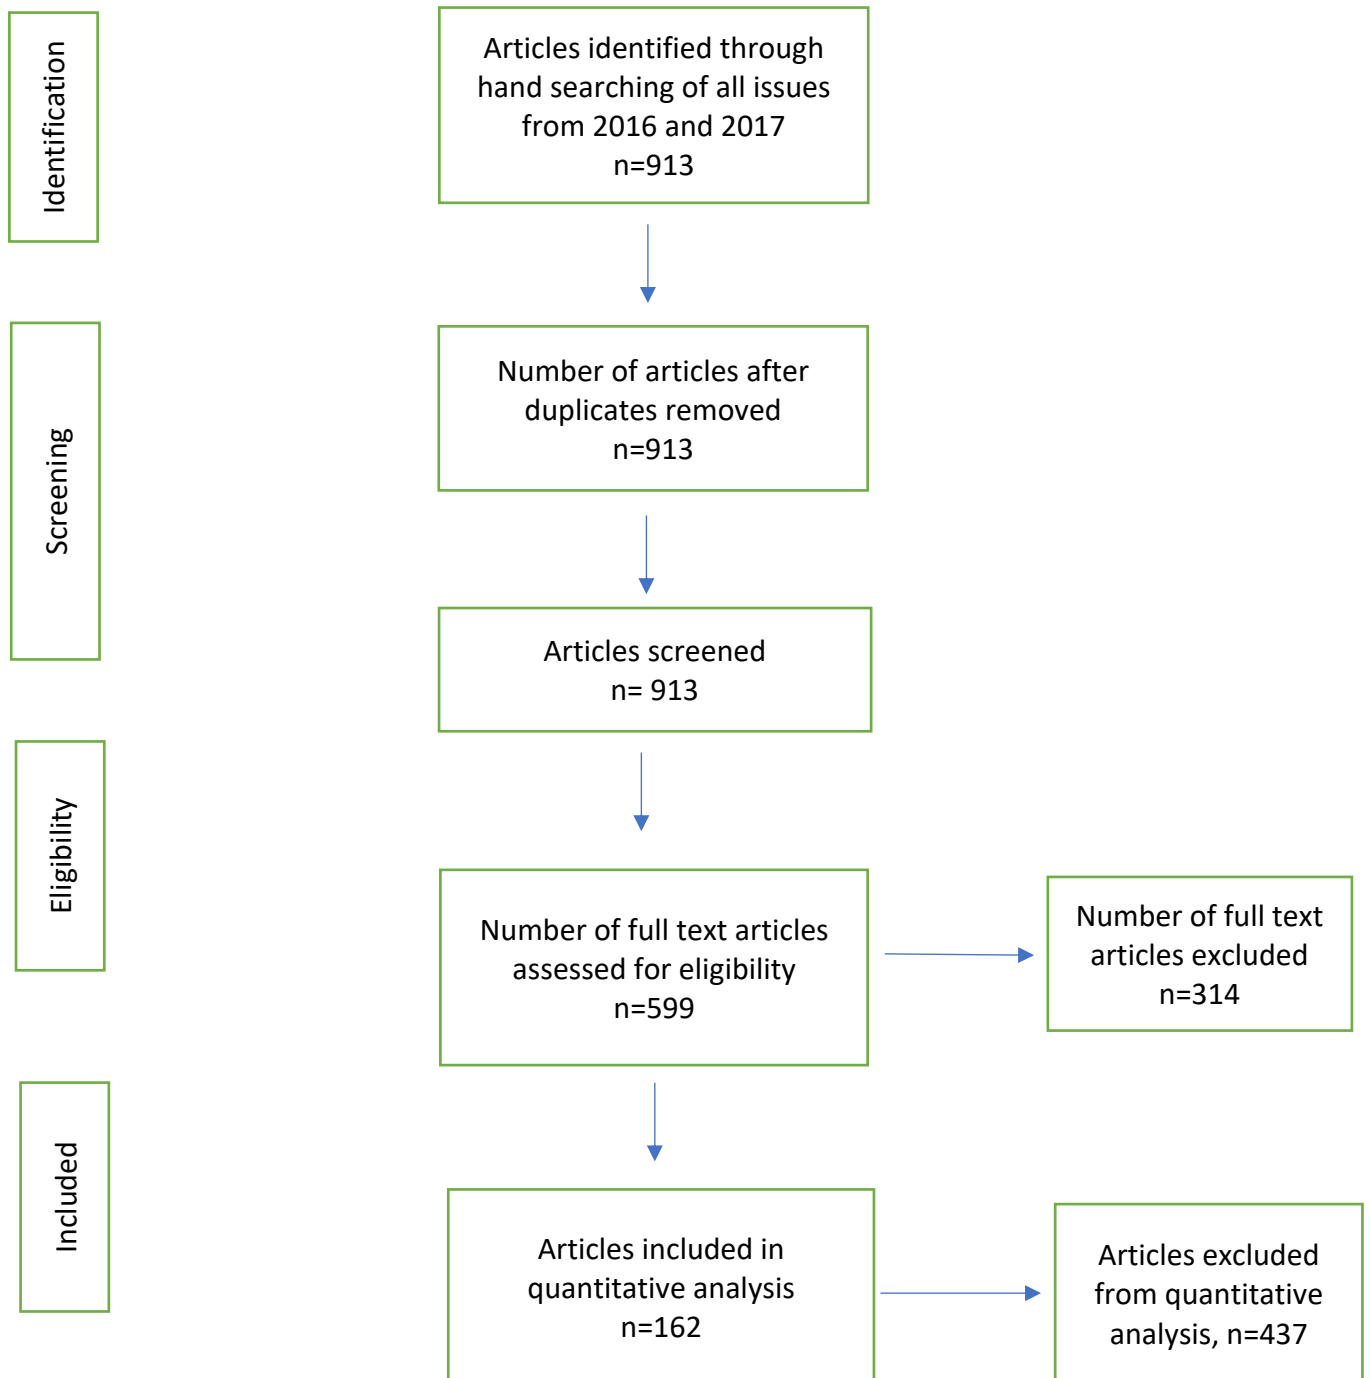 Identification
Articles identified through
hand searching of all issues
from 2016 and 2017
n=913
Screening
Number of articles after
duplicates removed
n=913
Articles screened
n= 913
Eligibility
Number of full text articles
assessed for eligibility
n=599
Number of full text
articles excluded
n=314
Included
Articles included in
quantitative analysis
n=162
Articles excluded
from quantitative
analysis, n=437